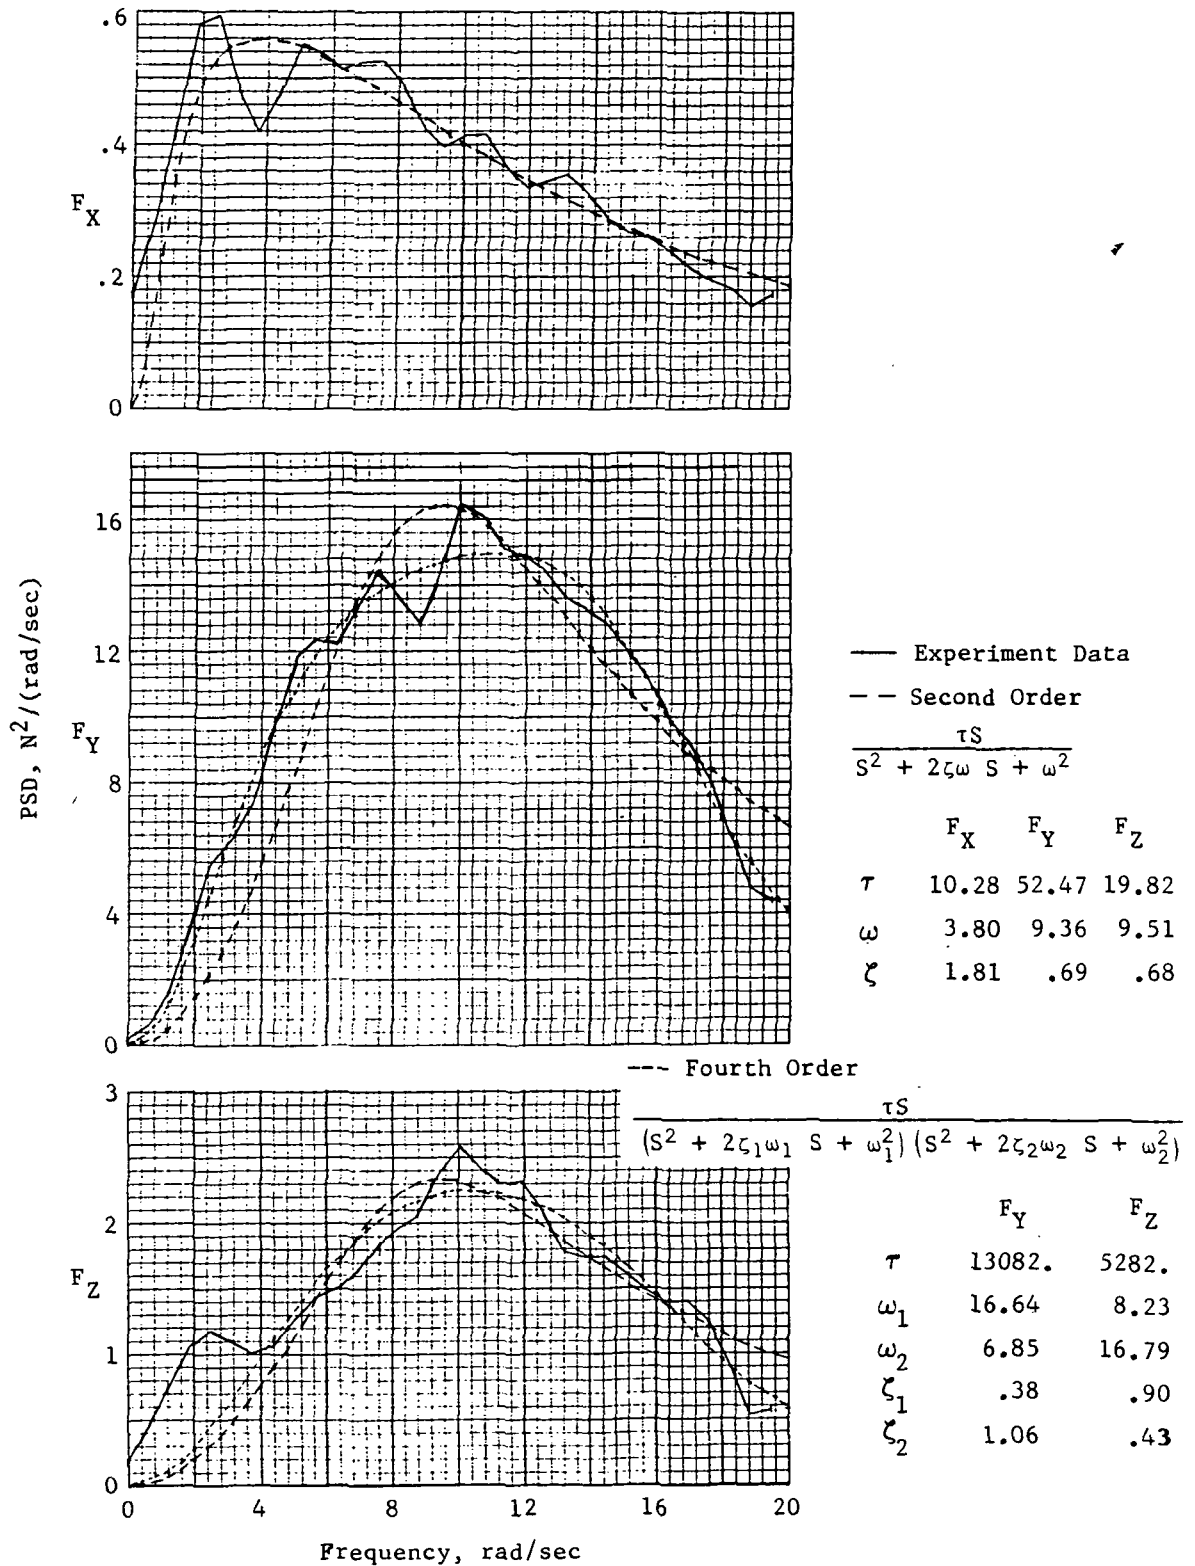 .6
.4
F_X
.2
0
PSD, N²/(rad/sec)
16
12
F_Y
8
4
0
—— Experiment Data
— — Second Order
τS
S² + 2ζω S + ω²
F_X F_Y F_Z
τ 10.28 52.47 19.82
ω 3.80 9.36 9.51
ζ 1.81 .69 .68
--- Fourth Order
τS
(S² + 2ζ₁ω₁ S + ω₁²)(S² + 2ζ₂ω₂ S + ω₂²)
3
2
F_Z
1
0
F_Y F_Z
τ 13082. 5282.
ω₁ 16.64 8.23
ω₂ 6.85 16.79
ζ₁ .38 .90
ζ₂ 1.06 .43
0 4 8 12 16 20
Frequency, rad/sec